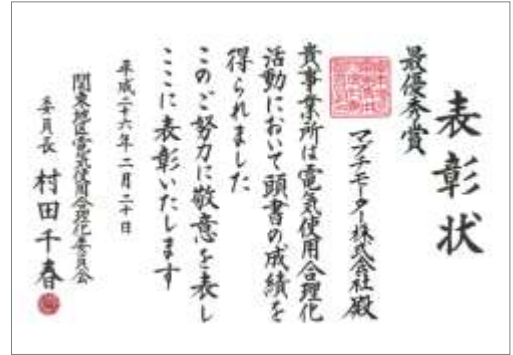 表彰状
最優秀賞
マブチモーター株式会社 殿
貴事業所は電気使用合理化
活動において頭書の成績を
得られました
このご努力に敬意を表し
ここに表彰いたします
平成二十六年二月二十日
関東地区電気使用合理化委員会
委員長 村田千春